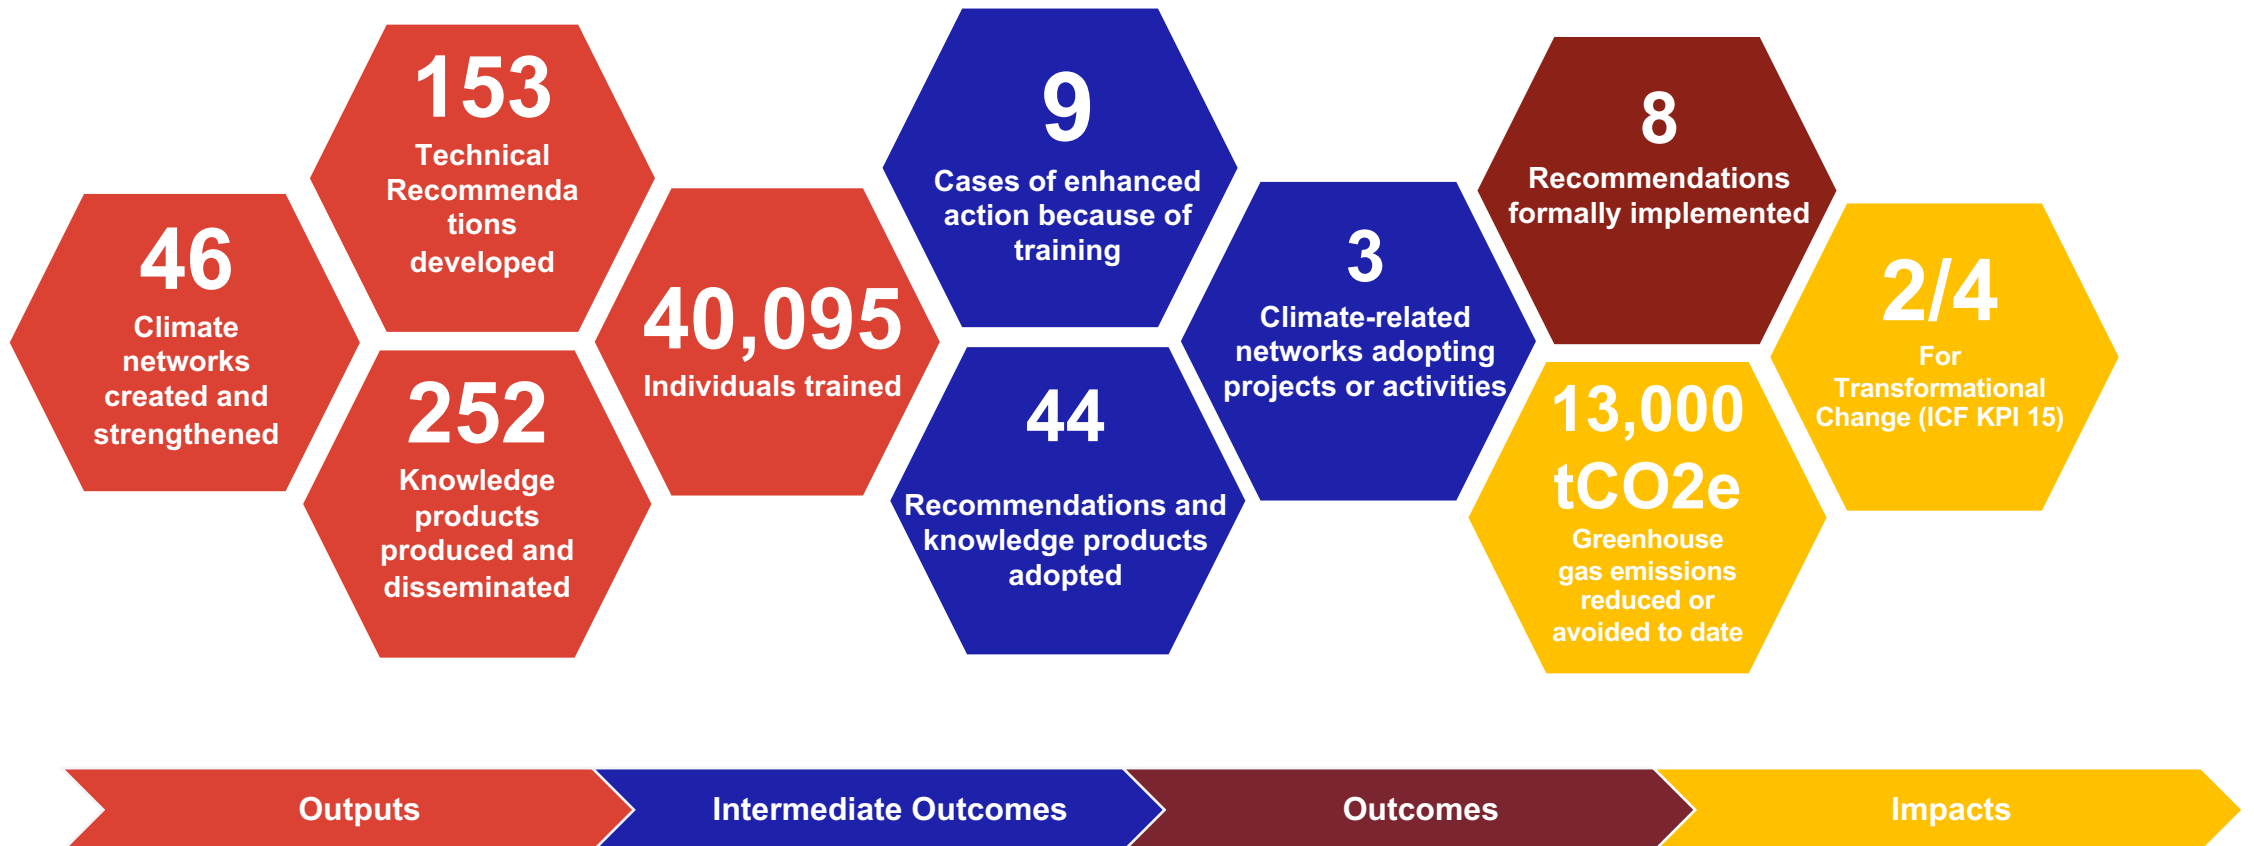 46
Climate
networks
created and
strengthened
153
Technical
Recommenda
tions
developed
252
Knowledge
products
produced and
disseminated
40,095
Individuals trained
9
Cases of enhanced
action because of
training
44
Recommendations and
knowledge products
adopted
3
Climate-related
networks adopting
projects or activities
8
Recommendations
formally implemented
13,000
tCO2e
Greenhouse
gas emissions
reduced or
avoided to date
2/4
For
Transformational
Change (ICF KPI 15)
Outputs
Intermediate Outcomes
Outcomes
Impacts